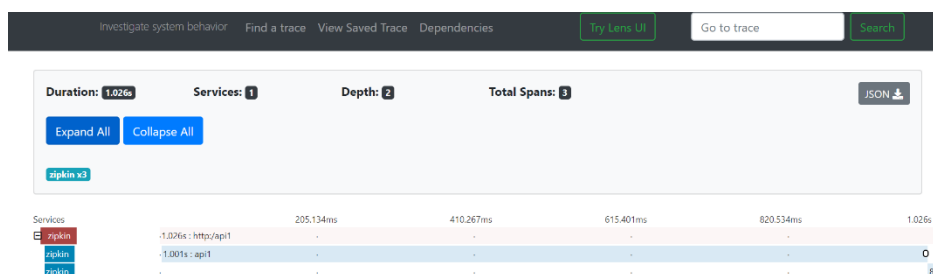 Investigate system behavior Find a trace View Saved Trace Dependencies Try Lens UI Go to trace Search
Duration: 1.026s Services: 1 Depth: 2 Total Spans: 3 JSON
Expand All Collapse All
zipkin x3
Services 205.134ms 410.267ms 615.401ms 820.534ms 1.026s
zipkin ·1.026s : http:/api1
zipkin ·1.001s : api1 O
zipkin